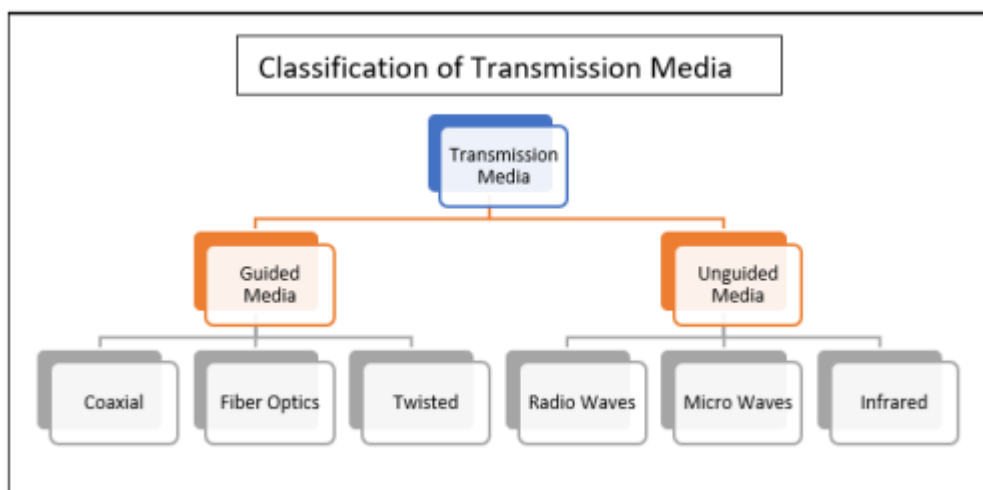 Classification of Transmission Media
Transmission
Media
Guided
Media
Unguided
Media
Coaxial
Fiber Optics
Twisted
Radio Waves
Micro Waves
Infrared